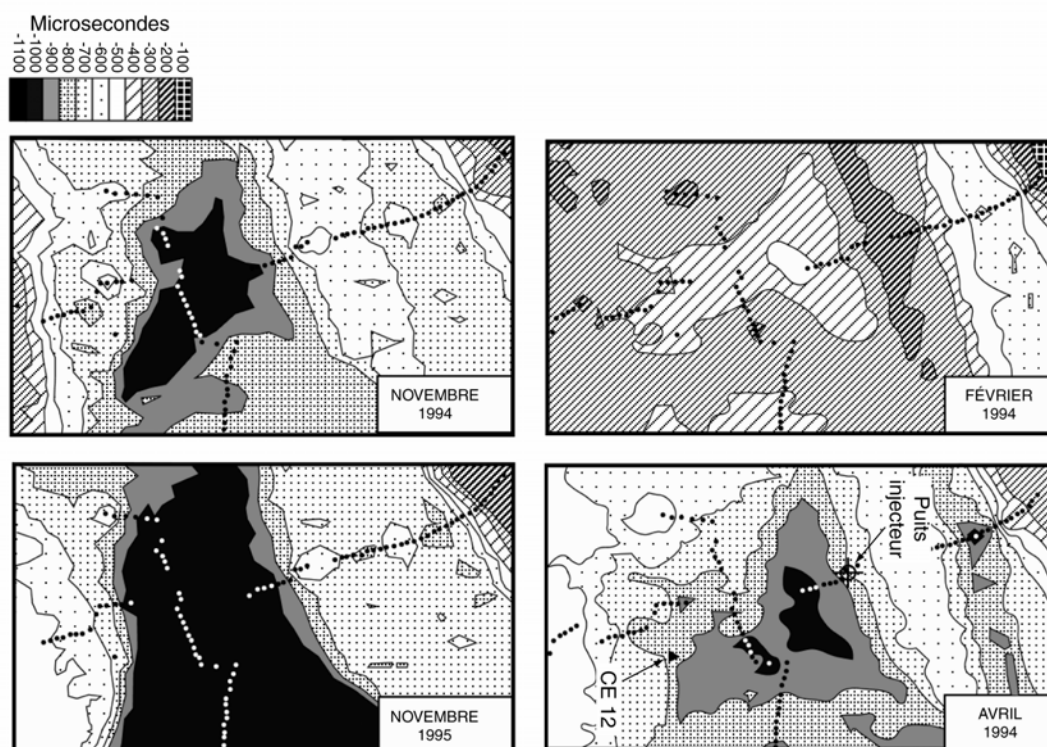 Microsecondes
-1100
-1000
-900
-800
-700
-600
-500
-400
-300
-200
-100
NOVEMBRE
1994
FÉVRIER
1994
NOVEMBRE
1995
Puits
injecteur
CE 12
AVRIL
1994